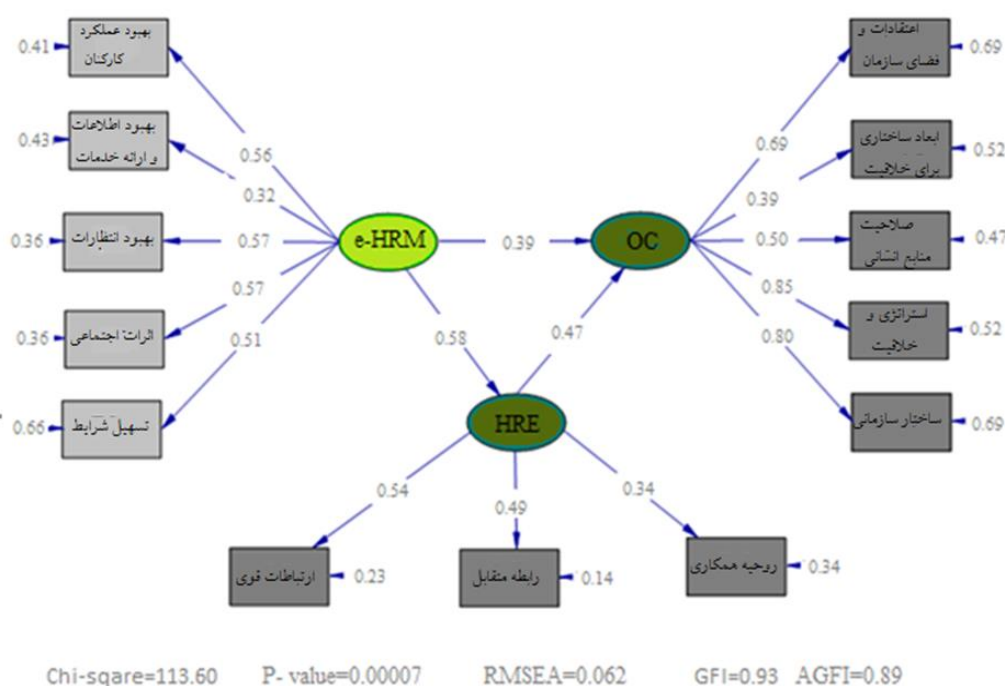 بهبود عملکرد
کارکنان
0.41
بهبود اطلاعات
و ارائه خدمات
0.43
بهبود انتظارات
0.36
اثرات اجتماعی
0.36
تسهیل شرایط
0.66
0.56
0.32
0.57
0.57
0.51
e-HRM
0.39
OC
0.58
0.47
HRE
0.69
0.39
0.50
0.85
0.80
اعتقادات و
فضای سازمان
0.69
ابعاد ساختاری
برای خلاقیت
0.52
صلاحیت
منابع انسانی
0.47
استراتژی و
خلاقیت
0.52
ساختار سازمانی
0.69
0.54
0.49
0.34
ارتباطات قوی
0.23
رابطه متقابل
0.14
روحیه همکاری
0.34
Chi-sqare=113.60 P- value=0.00007 RMSEA=0.062 GFI=0.93 AGFI=0.89